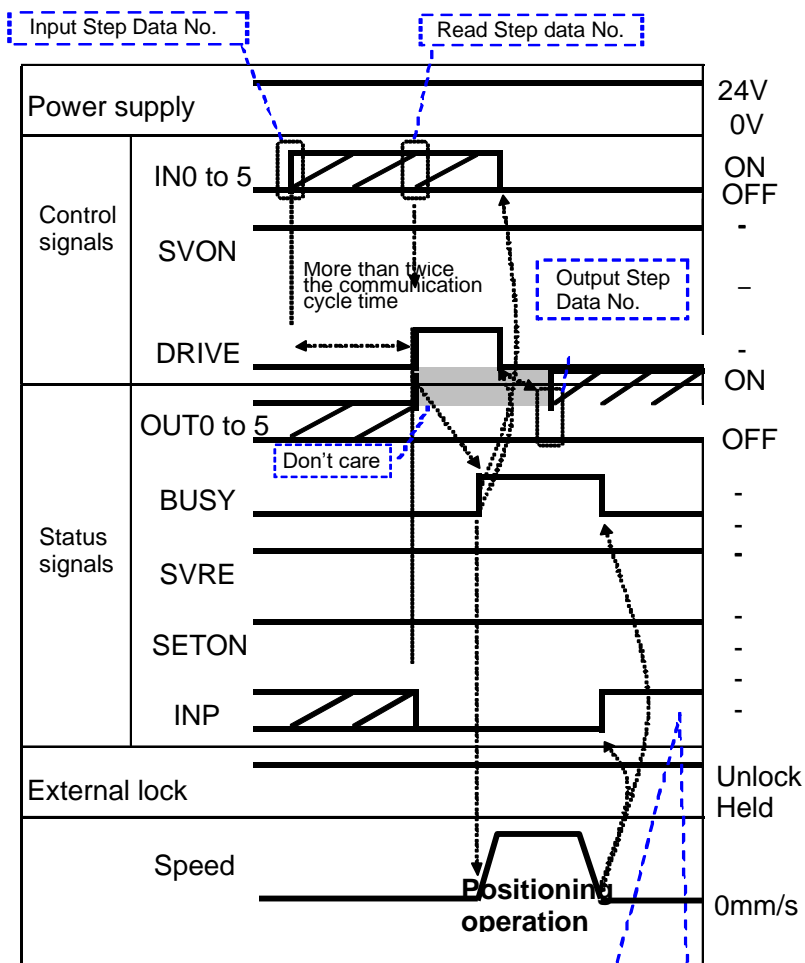 Input Step Data No.
Read Step data No.
Power supply
24V
0V
Control
signals
IN0 to 5
ON
OFF
SVON
-
More than twice
the communication
cycle time
Output Step
Data No.
–
DRIVE
-
ON
OUT0 to 5
OFF
Don't care
Status
signals
BUSY
-
-
SVRE
-
SETON
-
-
-
INP
-
External lock
Unlock
Held
Speed
Positioning
operation
0mm/s